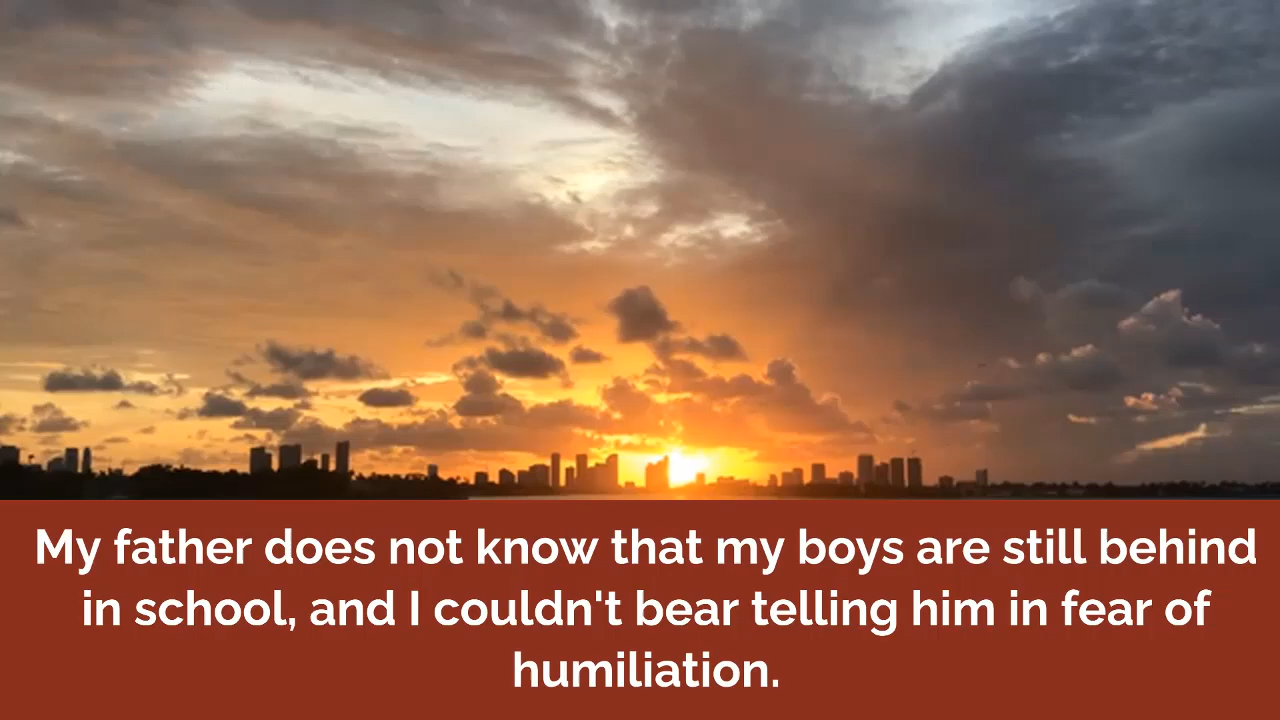 My father does not know that my boys are still behind
in school, and I couldn't bear telling him in fear of
humiliation.